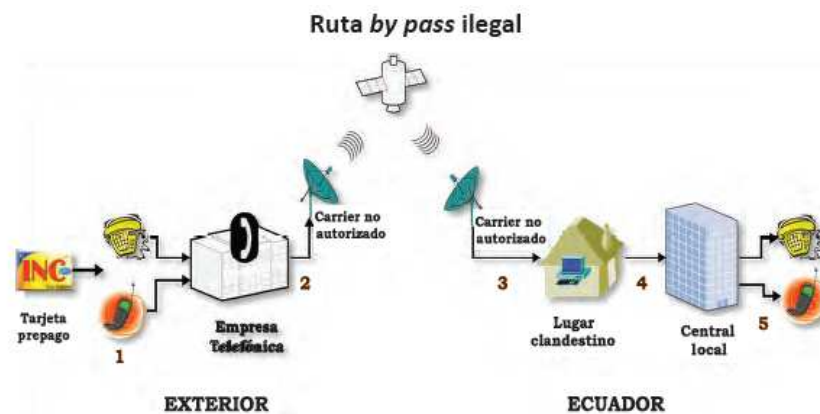 Ruta by pass ilegal
Carrier no
autorizado
Carrier no
autorizado
INC
2
3
4
Tarjeta
prepago
1
Empresa
Telefónica
Lugar
clandestino
Central
local
5
EXTERIOR
ECUADOR